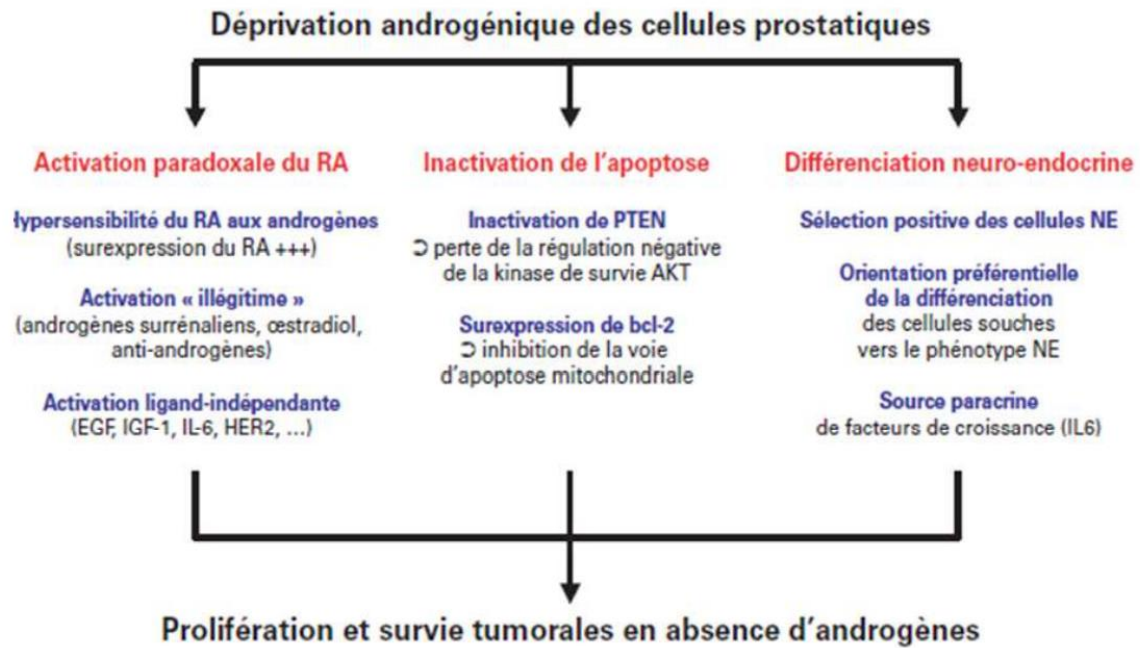 Déprivation androgénique des cellules prostatiques
Activation paradoxale du RA
lypersensibilité du RA aux androgènes
(surexpression du RA +++)
Activation « illégitime »
(androgènes surrénaliens, œstradiol,
anti-androgènes)
Activation ligand-indépendante
(EGF, IGF-1, IL-6, HER2, ...)
Inactivation de l'apoptose
Inactivation de PTEN
⊃ perte de la régulation négative
de la kinase de survie AKT
Surexpression de bcl-2
⊃ inhibition de la voie
d'apoptose mitochondriale
Différenciation neuro-endocrine
Sélection positive des cellules NE
Orientation préférentielle
de la différenciation
des cellules souches
vers le phénotype NE
Source paracrine
de facteurs de croissance (IL6)
Prolifération et survie tumorales en absence d'androgènes